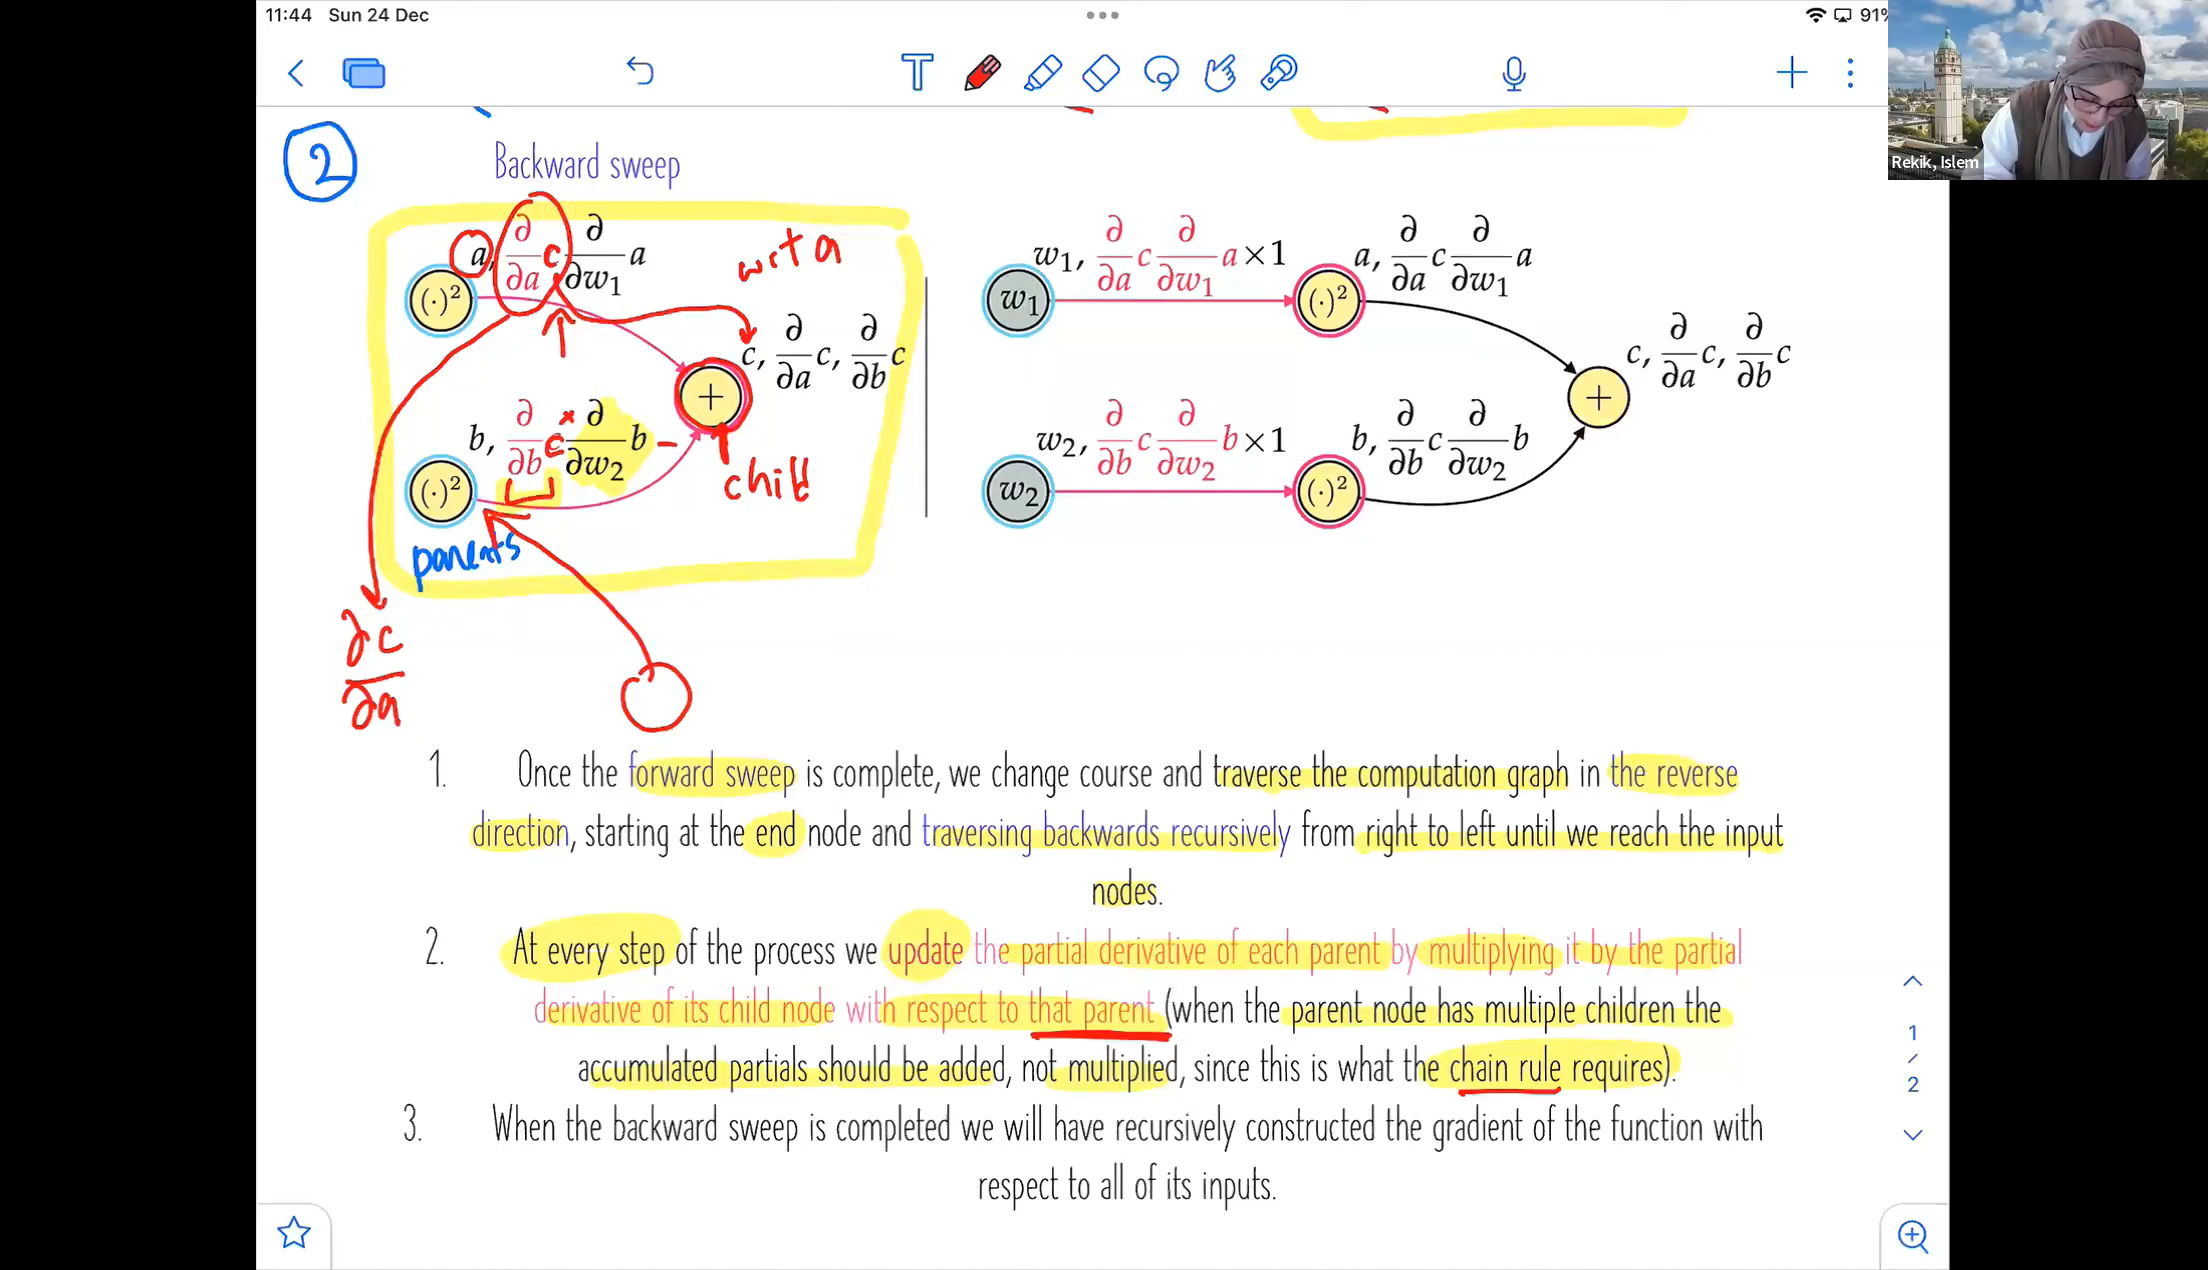 11:44 Sun 24 Dec
91%
Rekik, Islem
2
Backward sweep
a, ∂/∂a c ∂/∂w₁ a
wrt a
c, ∂/∂a c, ∂/∂b c
(·)²
+
b, ∂/∂b c × ∂/∂w₂ b
child
(·)²
parents
∂c/∂a
w₁, ∂/∂a c ∂/∂w₁ a×1
a, ∂/∂a c ∂/∂w₁ a
w₁
(·)²
c, ∂/∂a c, ∂/∂b c
+
w₂, ∂/∂b c ∂/∂w₂ b×1
b, ∂/∂b c ∂/∂w₂ b
w₂
(·)²
1. Once the forward sweep is complete, we change course and traverse the computation graph in the reverse
direction, starting at the end node and traversing backwards recursively from right to left until we reach the input
nodes.
2. At every step of the process we update the partial derivative of each parent by multiplying it by the partial
derivative of its child node with respect to that parent (when the parent node has multiple children the
accumulated partials should be added, not multiplied, since this is what the chain rule requires).
3. When the backward sweep is completed we will have recursively constructed the gradient of the function with
respect to all of its inputs.
1
/
2